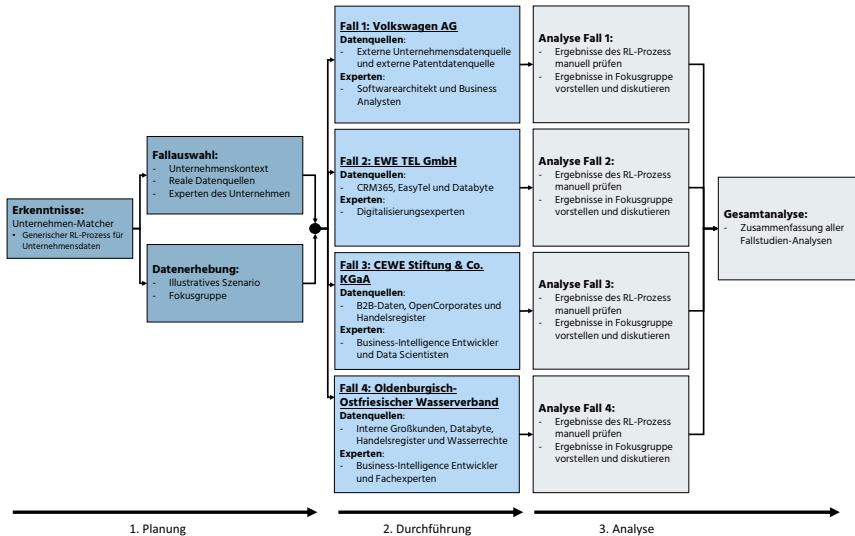 Erkenntnisse:
Unternehmen-Matcher
• Generischer RL-Prozess für
Unternehmensdaten
Fallauswahl:
- Unternehmenskontext
- Reale Datenquellen
- Experten des Unternehmen
Datenerhebung:
- Illustratives Szenario
- Fokusgruppe
Fall 1: Volkswagen AG
Datenquellen:
- Externe Unternehmensdatenquelle
und externe Patentdatenquelle
Experten:
- Softwarearchitekt und Business
Analysten
Fall 2: EWE TEL GmbH
Datenquellen:
- CRM365, EasyTel und Databyte
Experten:
- Digitalisierungsexperten
Fall 3: CEWE Stiftung & Co.
KGaA
Datenquellen:
- B2B-Daten, OpenCorporates und
Handelsregister
Experten:
- Business-Intelligence Entwickler
und Data Scientisten
Fall 4: Oldenburgisch-
Ostfriesischer Wasserverband
Datenquellen:
- Interne Großkunden, Databyte,
Handelsregister und Wasserrechte
Experten:
- Business-Intelligence Entwickler
und Fachexperten
Analyse Fall 1:
- Ergebnisse des RL-Prozess
manuell prüfen
- Ergebnisse in Fokusgruppe
vorstellen und diskutieren
Analyse Fall 2:
- Ergebnisse des RL-Prozess
manuell prüfen
- Ergebnisse in Fokusgruppe
vorstellen und diskutieren
Analyse Fall 3:
- Ergebnisse des RL-Prozess
manuell prüfen
- Ergebnisse in Fokusgruppe
vorstellen und diskutieren
Analyse Fall 4:
- Ergebnisse des RL-Prozess
manuell prüfen
- Ergebnisse in Fokusgruppe
vorstellen und diskutieren
Gesamtanalyse:
- Zusammenfassung aller
Fallstudien-Analysen
1. Planung
2. Durchführung
3. Analyse